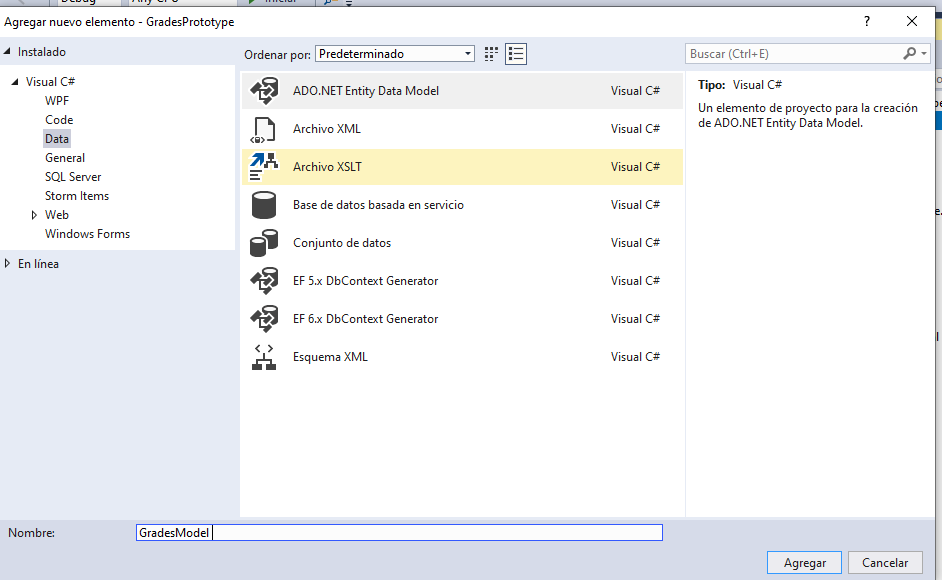 Debug Any CPU Iniciar
Agregar nuevo elemento - GradesPrototype
?
Instalado
Ordenar por: Predeterminado
Buscar (Ctrl+E)
Visual C#
WPF
Code
Data
General
SQL Server
Storm Items
Web
Windows Forms
En línea
ADO.NET Entity Data Model Visual C#
Archivo XML Visual C#
Archivo XSLT Visual C#
Base de datos basada en servicio Visual C#
Conjunto de datos Visual C#
EF 5.x DbContext Generator Visual C#
EF 6.x DbContext Generator Visual C#
Esquema XML Visual C#
Tipo: Visual C#
Un elemento de proyecto para la creación
de ADO.NET Entity Data Model.
Nombre: GradesModel
Agregar Cancelar